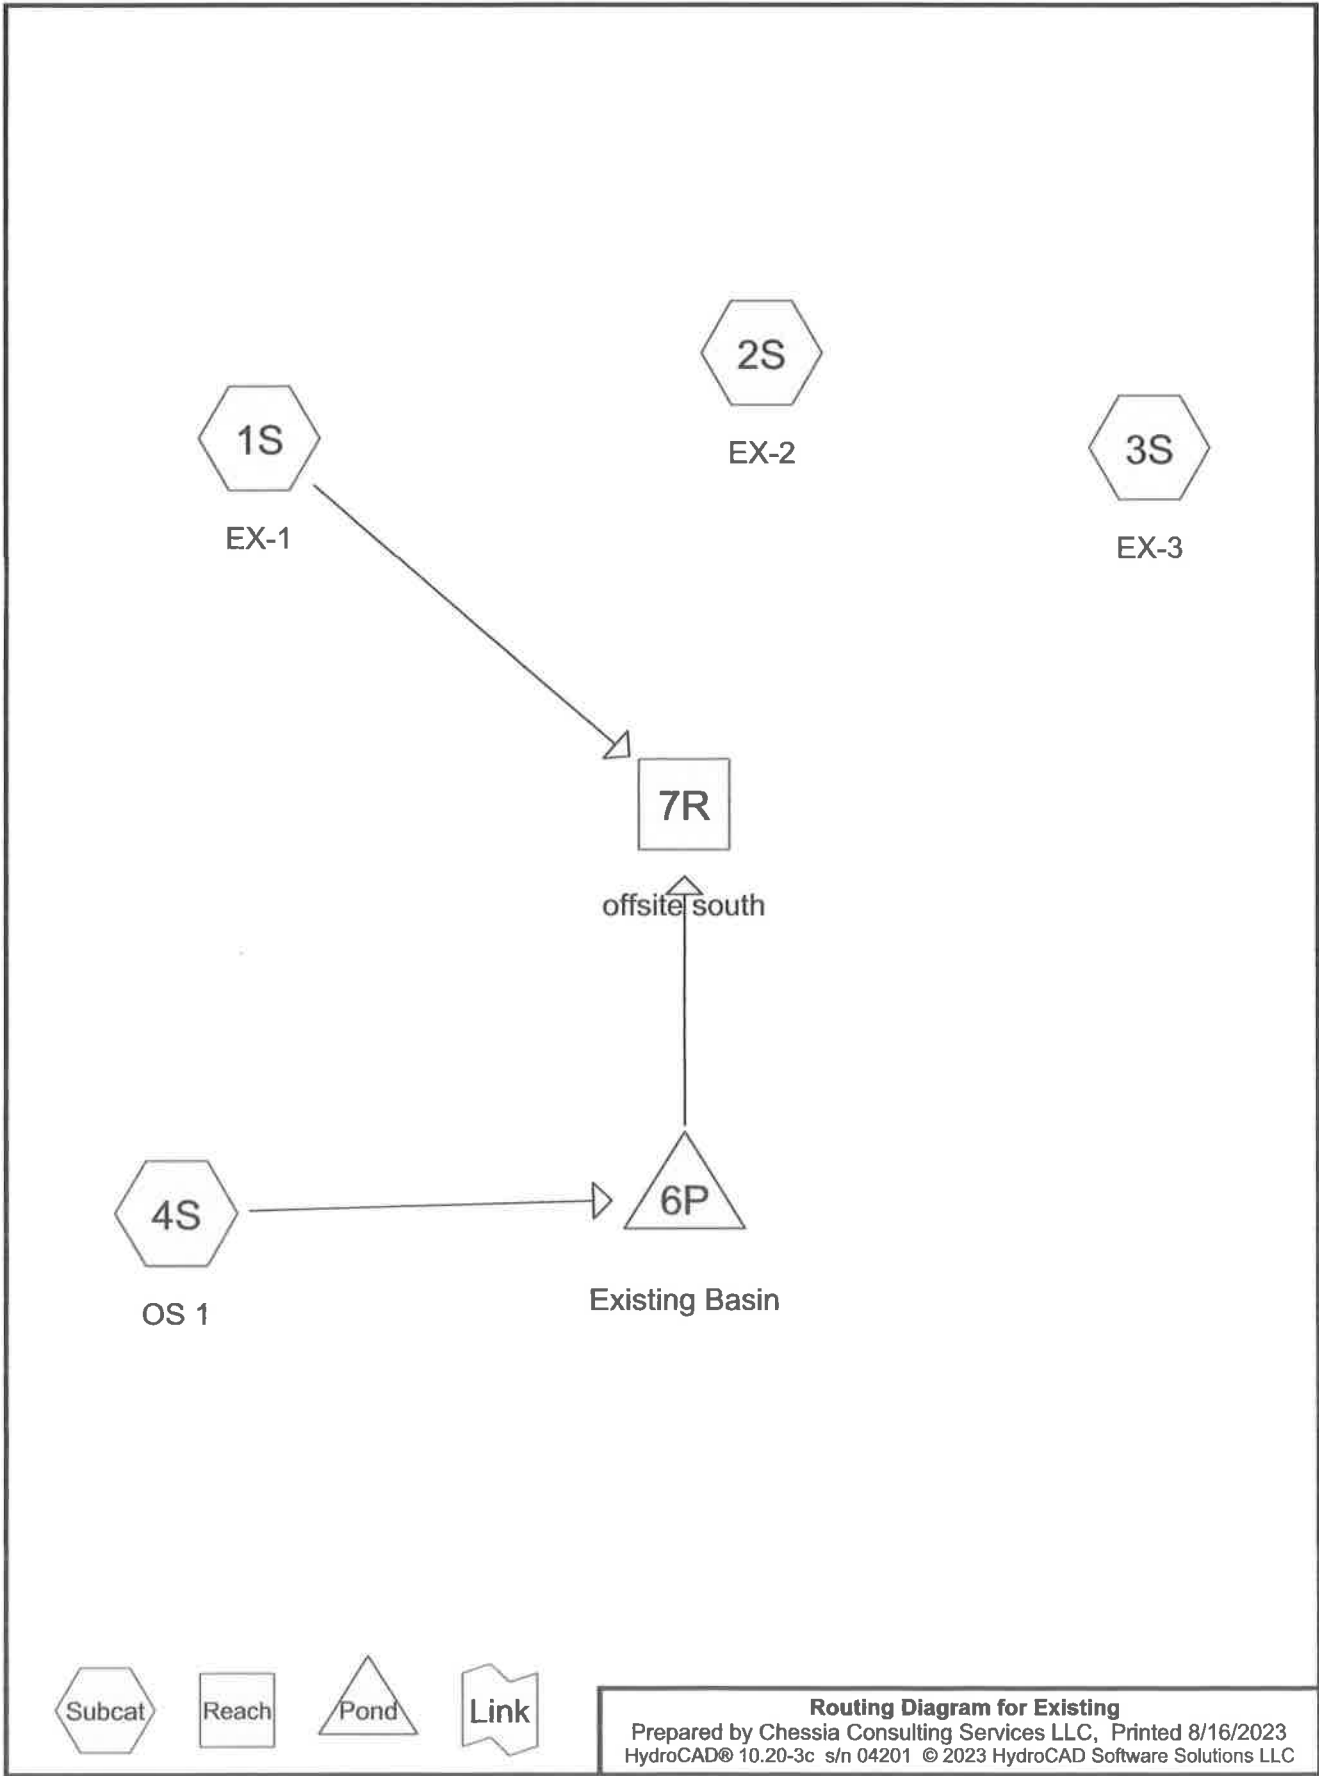 2S
EX-2
1S
EX-1
3S
EX-3
7R
offsite south
4S
OS 1
6P
Existing Basin
Subcat
Reach
Pond
Link
Routing Diagram for Existing
Prepared by Chessia Consulting Services LLC, Printed 8/16/2023
HydroCAD® 10.20-3c s/n 04201 © 2023 HydroCAD Software Solutions LLC